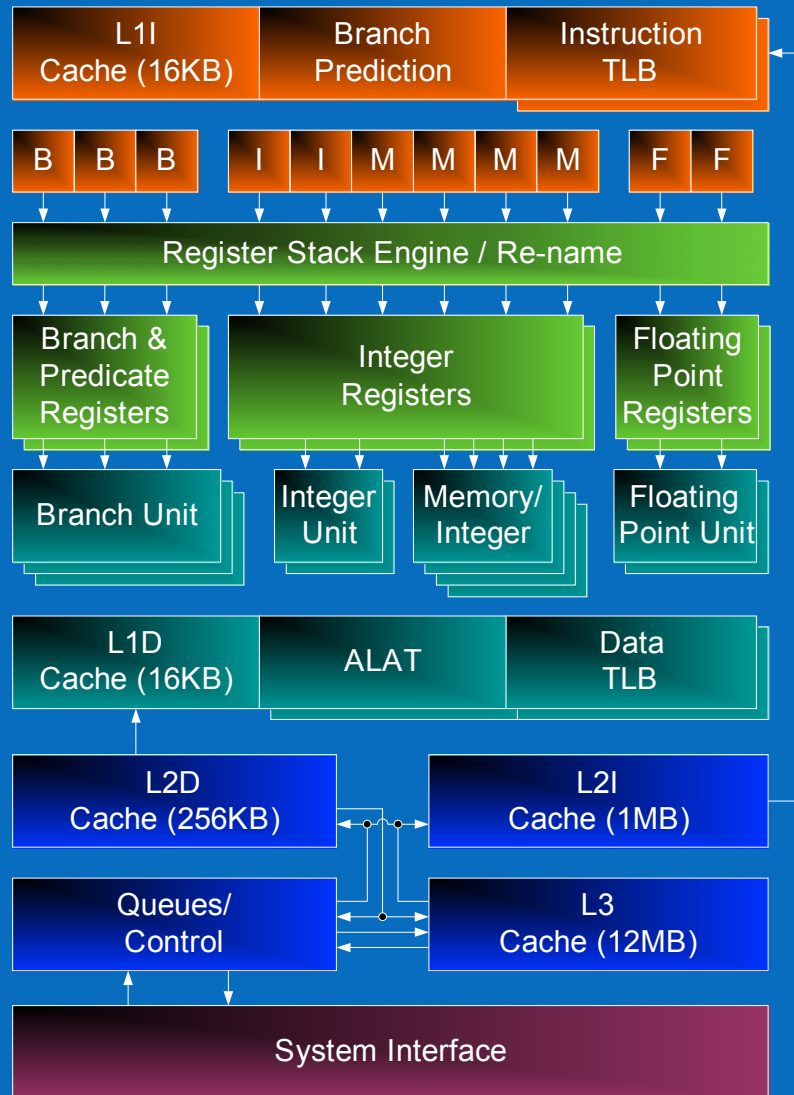 L1I
Cache (16KB)
Branch
Prediction
Instruction
TLB
B B B I I M M M M F F
Register Stack Engine / Re-name
Branch &
Predicate
Registers
Integer
Registers
Floating
Point
Registers
Branch Unit
Integer
Unit
Memory/
Integer
Floating
Point Unit
L1D
Cache (16KB)
ALAT
Data
TLB
L2D
Cache (256KB)
L2I
Cache (1MB)
Queues/
Control
L3
Cache (12MB)
System Interface